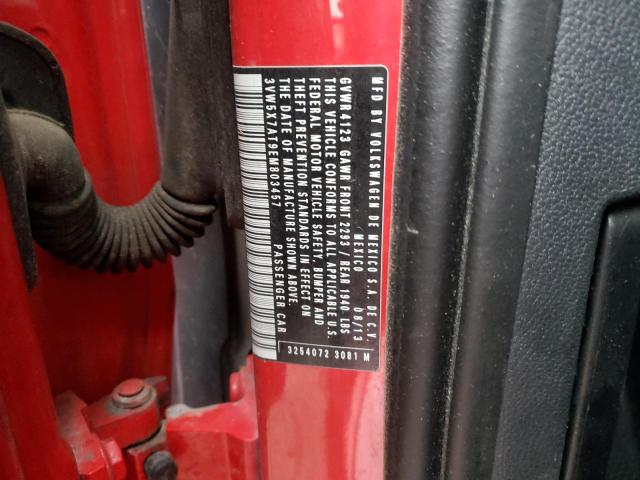 MFD BY VOLKSWAGEN DE MEXICO S.A. DE C.V.
MEXICO 08/13
GVWR 4123 GAWR FRONT 2293 / REAR 1940 LBS
THIS VEHICLE CONFORMS TO ALL APPLICABLE U.S.
FEDERAL MOTOR VEHICLE SAFETY, BUMPER AND
THEFT PREVENTION STANDARDS IN EFFECT ON
THE DATE OF MANUFACTURE SHOWN ABOVE.
3VW5X7AT9EM803457 PASSENGER CAR
3254072 3081 M